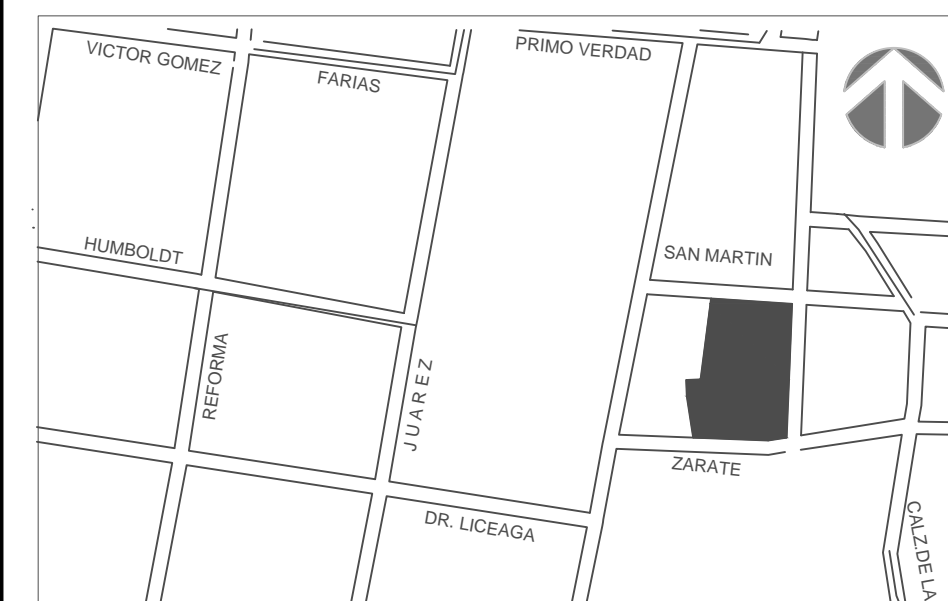 VICTOR GOMEZ
FARIAS
PRIMO VERDAD
HUMBOLDT
SAN MARTIN
REFORMA
JUAREZ
ZARATE
DR. LICEAGA
CALZ.DE LA